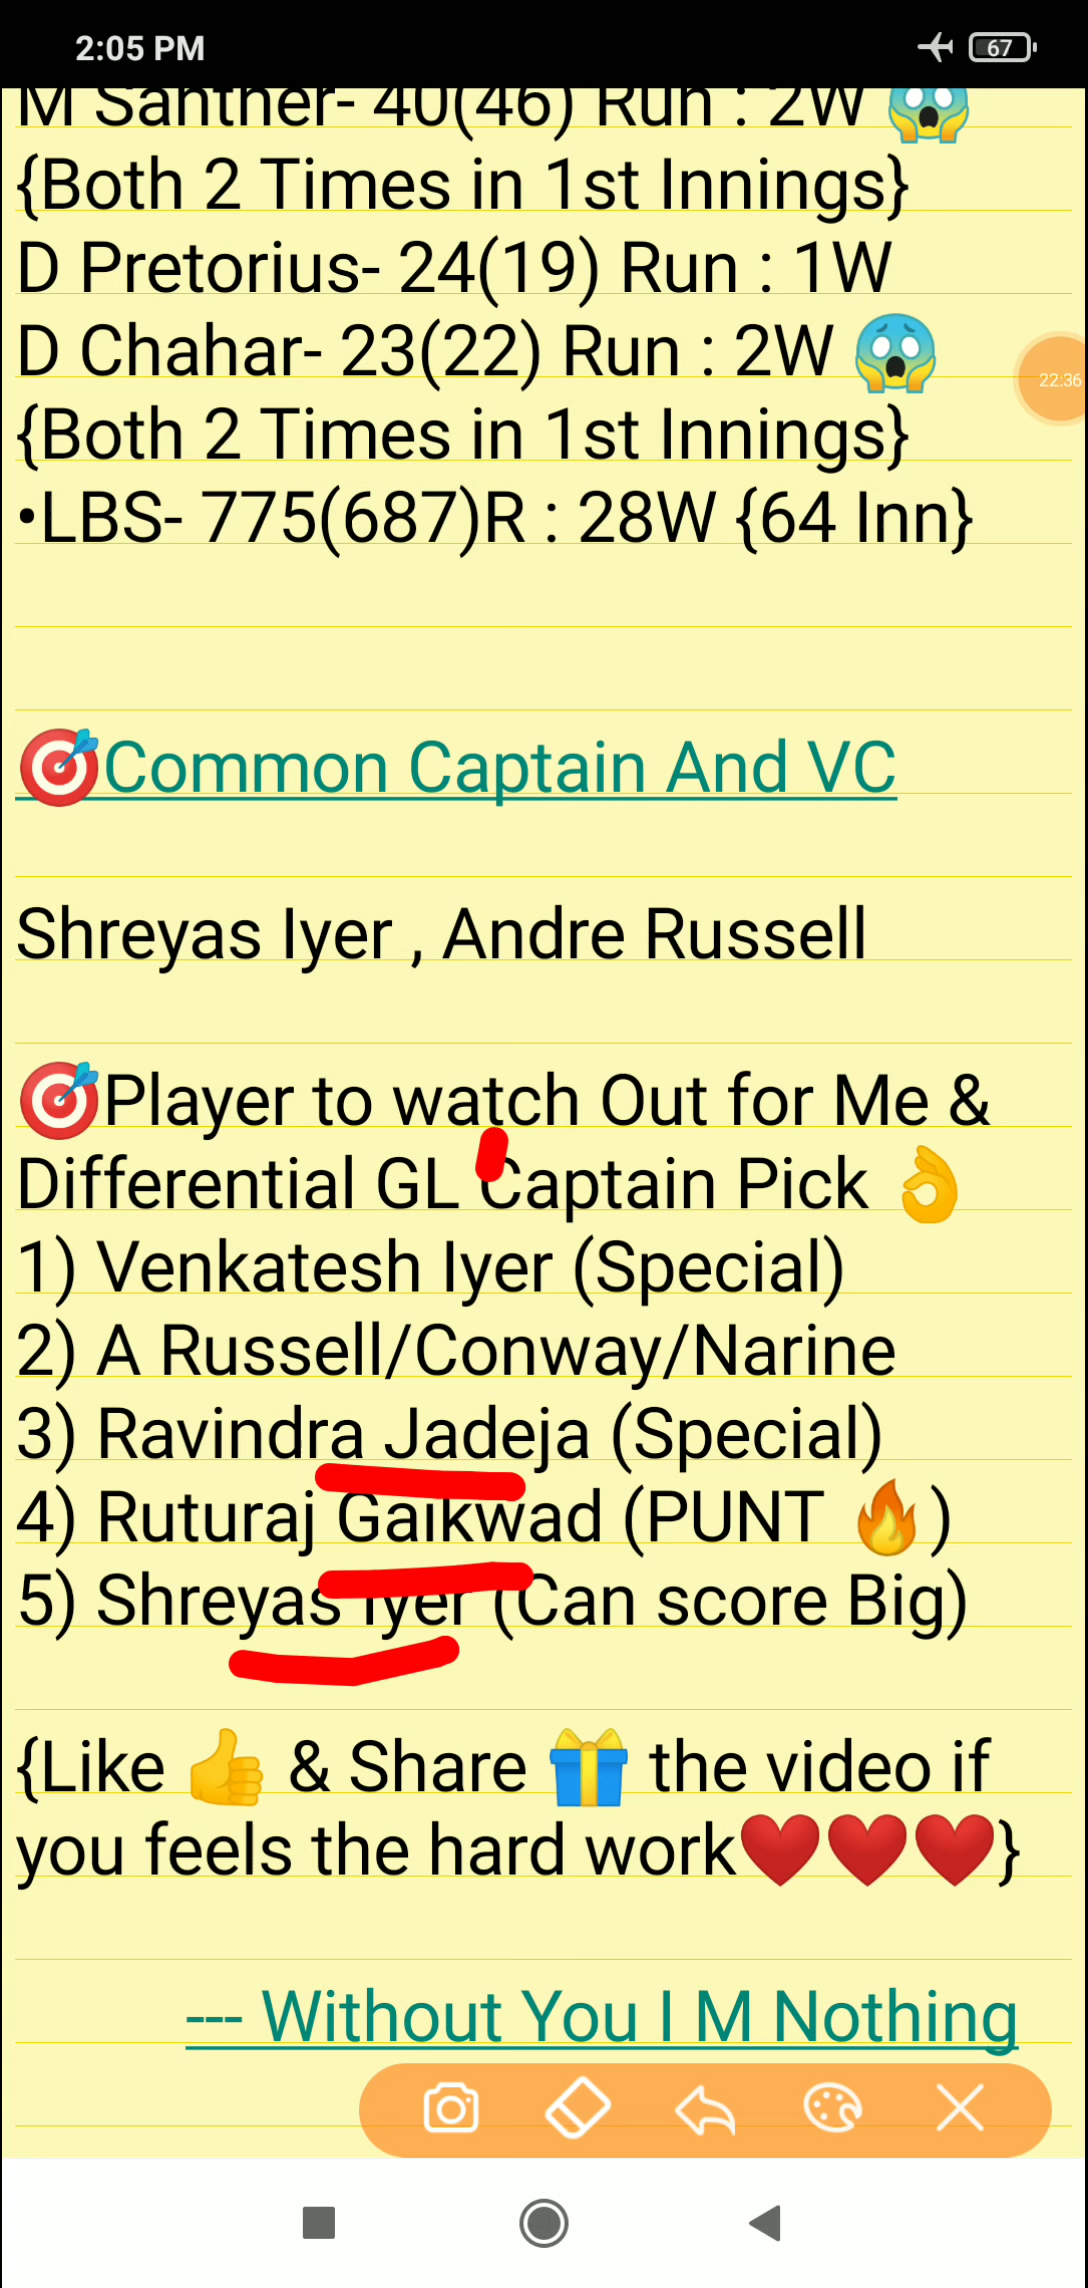 2:05 PM
67
M Santner- 40(46) Run : 2W 😱
{Both 2 Times in 1st Innings}
D Pretorius- 24(19) Run : 1W
D Chahar- 23(22) Run : 2W 😱
22:36
{Both 2 Times in 1st Innings}
•LBS- 775(687)R : 28W {64 Inn}
🎯Common Captain And VC
Shreyas Iyer , Andre Russell
🎯Player to watch Out for Me &
Differential GL Captain Pick 👌
1) Venkatesh Iyer (Special)
2) A Russell/Conway/Narine
3) Ravindra Jadeja (Special)
4) Ruturaj Gaikwad (PUNT 🔥)
5) Shreyas Iyer (Can score Big)
{Like 👍 & Share 🎁 the video if
you feels the hard work❤️❤️❤️}
--- Without You I M Nothing